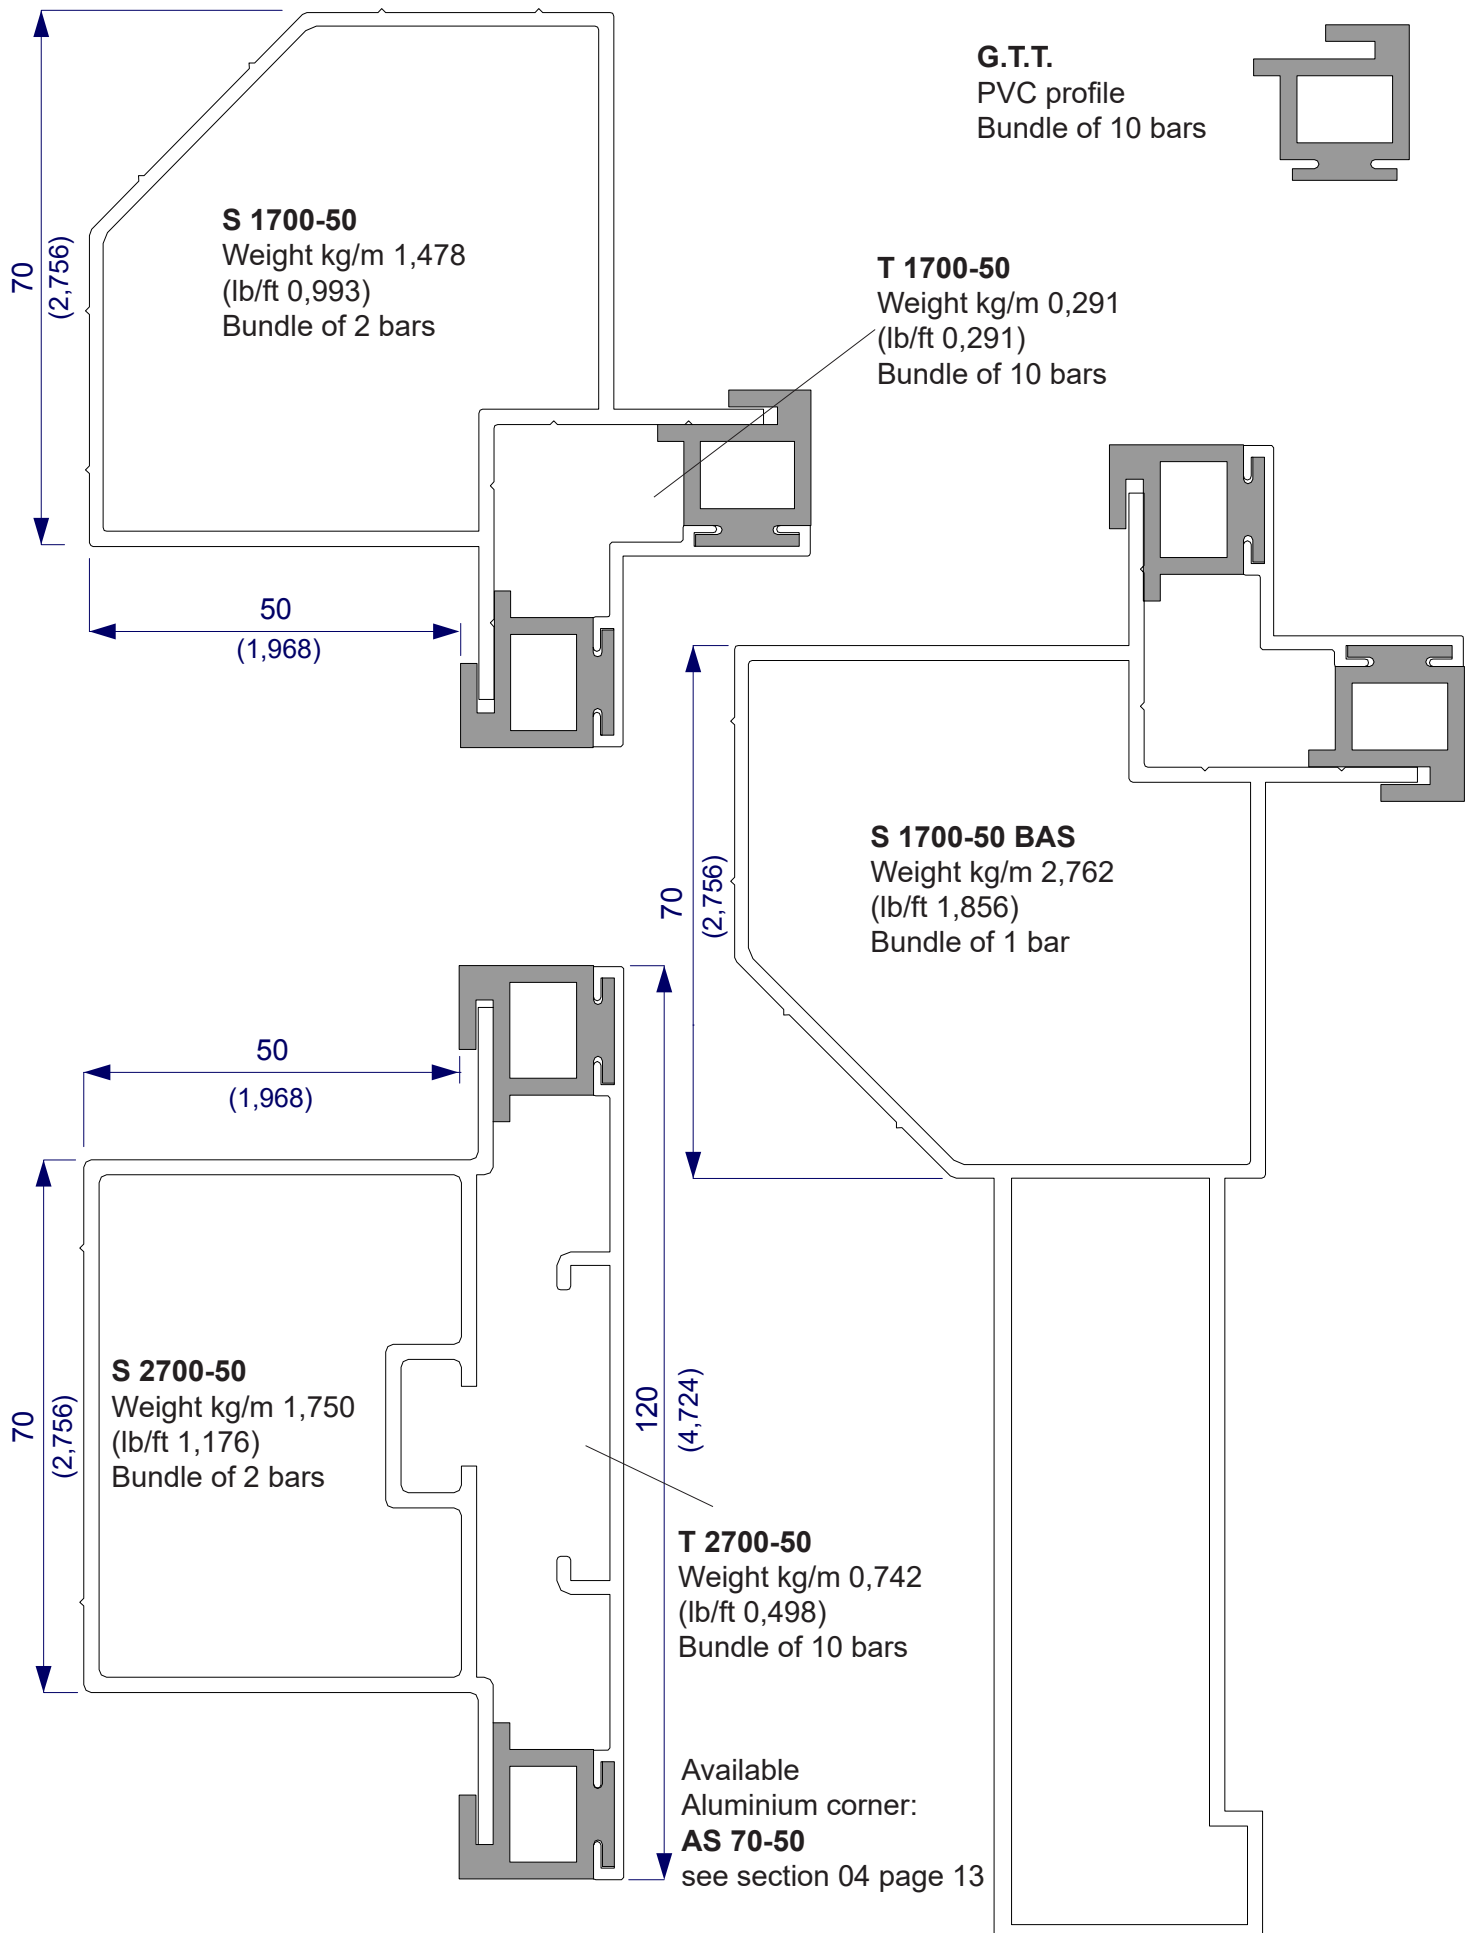 G.T.T.
PVC profile
Bundle of 10 bars
S 1700-50
Weight kg/m 1,478
(lb/ft 0,993)
Bundle of 2 bars
70
(2,756)
T 1700-50
Weight kg/m 0,291
(lb/ft 0,291)
Bundle of 10 bars
50
(1,968)
S 1700-50 BAS
Weight kg/m 2,762
(lb/ft 1,856)
Bundle of 1 bar
70
(2,756)
50
(1,968)
S 2700-50
Weight kg/m 1,750
(lb/ft 1,176)
Bundle of 2 bars
70
(2,756)
120
(4,724)
T 2700-50
Weight kg/m 0,742
(lb/ft 0,498)
Bundle of 10 bars
Available
Aluminium corner:
AS 70-50
see section 04 page 13